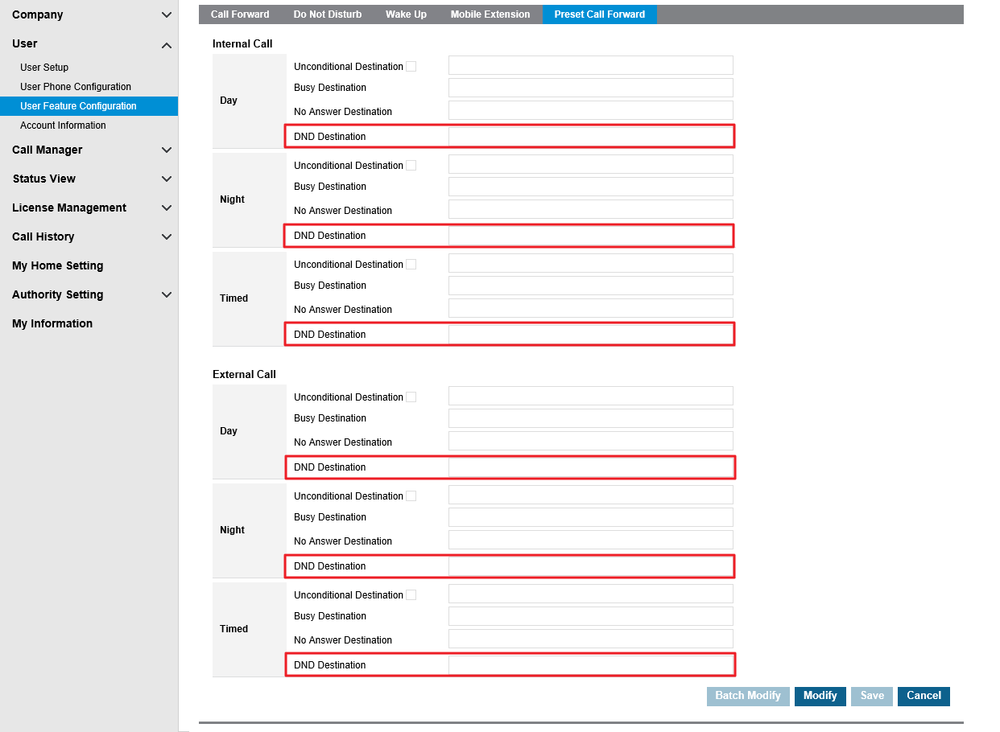 Company
User
User Setup
User Phone Configuration
User Feature Configuration
Account Information
Call Manager
Status View
License Management
Call History
My Home Setting
Authority Setting
My Information
Call Forward Do Not Disturb Wake Up Mobile Extension Preset Call Forward
Internal Call
Day
Unconditional Destination
Busy Destination
No Answer Destination
DND Destination
Night
Unconditional Destination
Busy Destination
No Answer Destination
DND Destination
Timed
Unconditional Destination
Busy Destination
No Answer Destination
DND Destination
External Call
Day
Unconditional Destination
Busy Destination
No Answer Destination
DND Destination
Night
Unconditional Destination
Busy Destination
No Answer Destination
DND Destination
Timed
Unconditional Destination
Busy Destination
No Answer Destination
DND Destination
Batch Modify Modify Save Cancel